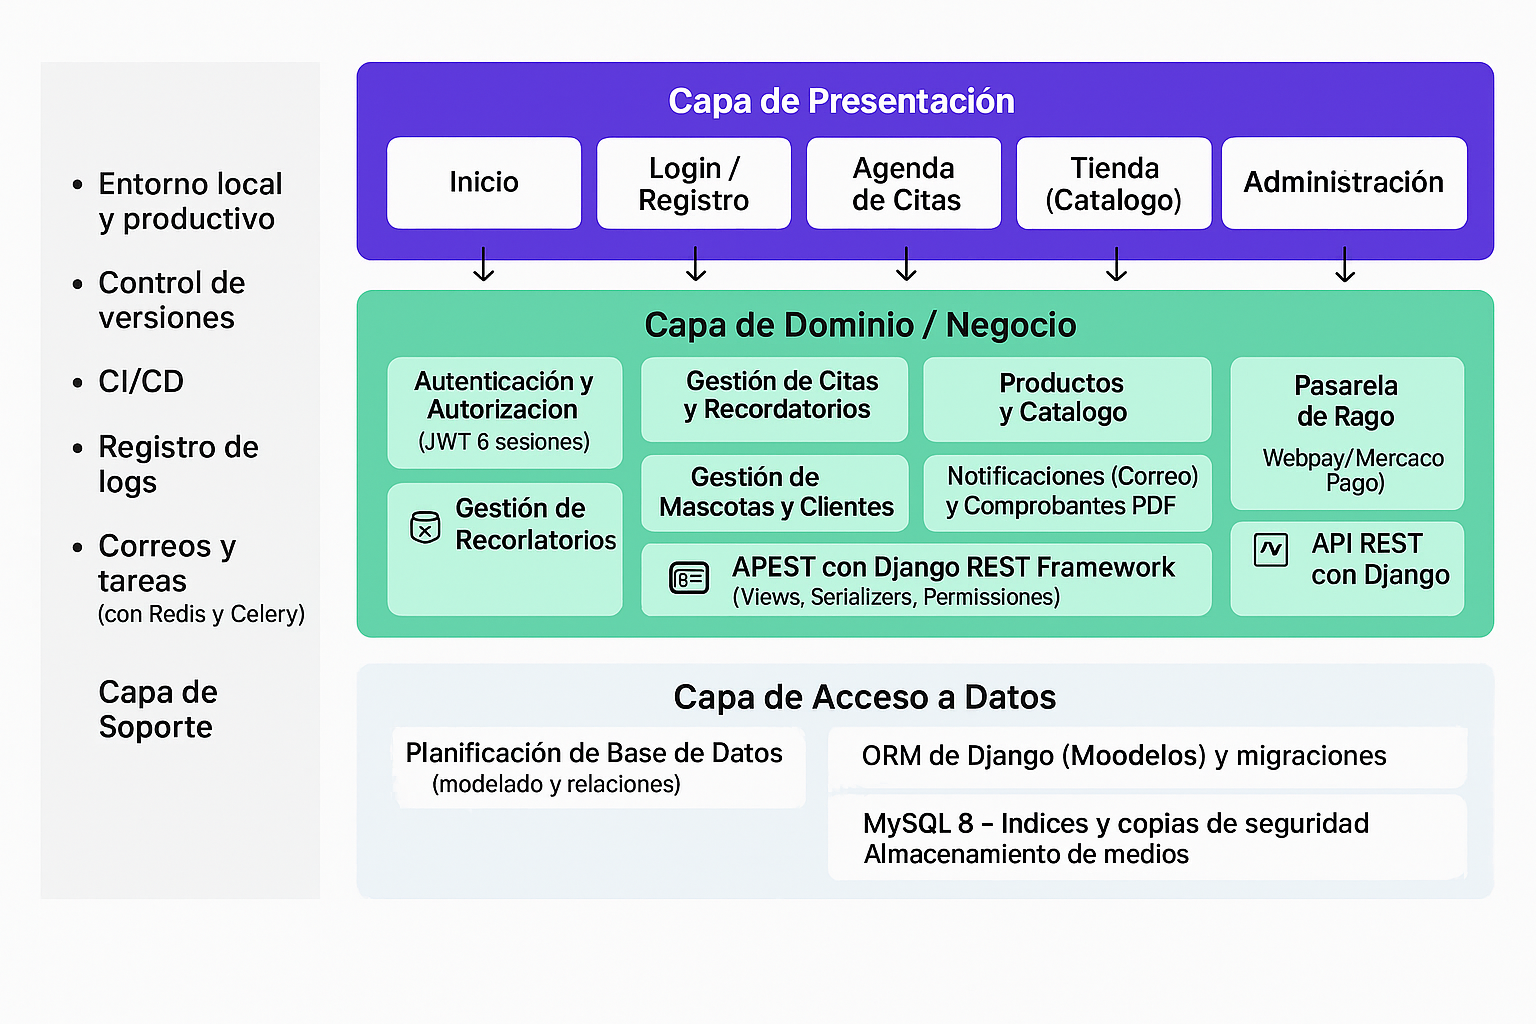 • Entorno local
y productivo
• Control de
versiones
• CI/CD
• Registro de
logs
• Correos y
tareas
(con Redis y Celery)
Capa de
Soporte
Capa de Presentación
Inicio
Login /
Registro
Agenda
de Citas
Tienda
(Catalogo)
Administración
Capa de Dominio / Negocio
Autenticación y
Autorizacion
(JWT 6 sesiones)
Gestión de
Recorlatorios
Gestión de Citas
y Recordatorios
Gestión de
Mascotas y Clientes
Productos
y Catalogo
Notificaciones (Correo)
y Comprobantes PDF
B=
APEST con Django REST Framework
(Views, Serializers, Permissiones)
Pasarela
de Rago
Webpay/Mercaco
Pago)
API REST
con Django
Capa de Acceso a Datos
Planificación de Base de Datos
(modelado y relaciones)
ORM de Django (Moodelos) y migraciones
MySQL 8 – Indices y copias de seguridad
Almacenamiento de medios